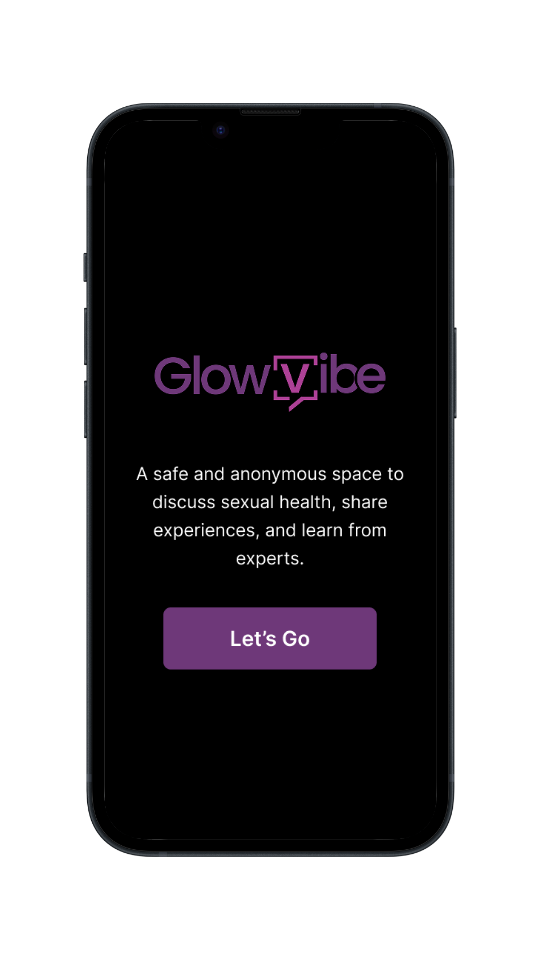 GlowVibe
A safe and anonymous space to
discuss sexual health, share
experiences, and learn from
experts.
Let’s Go